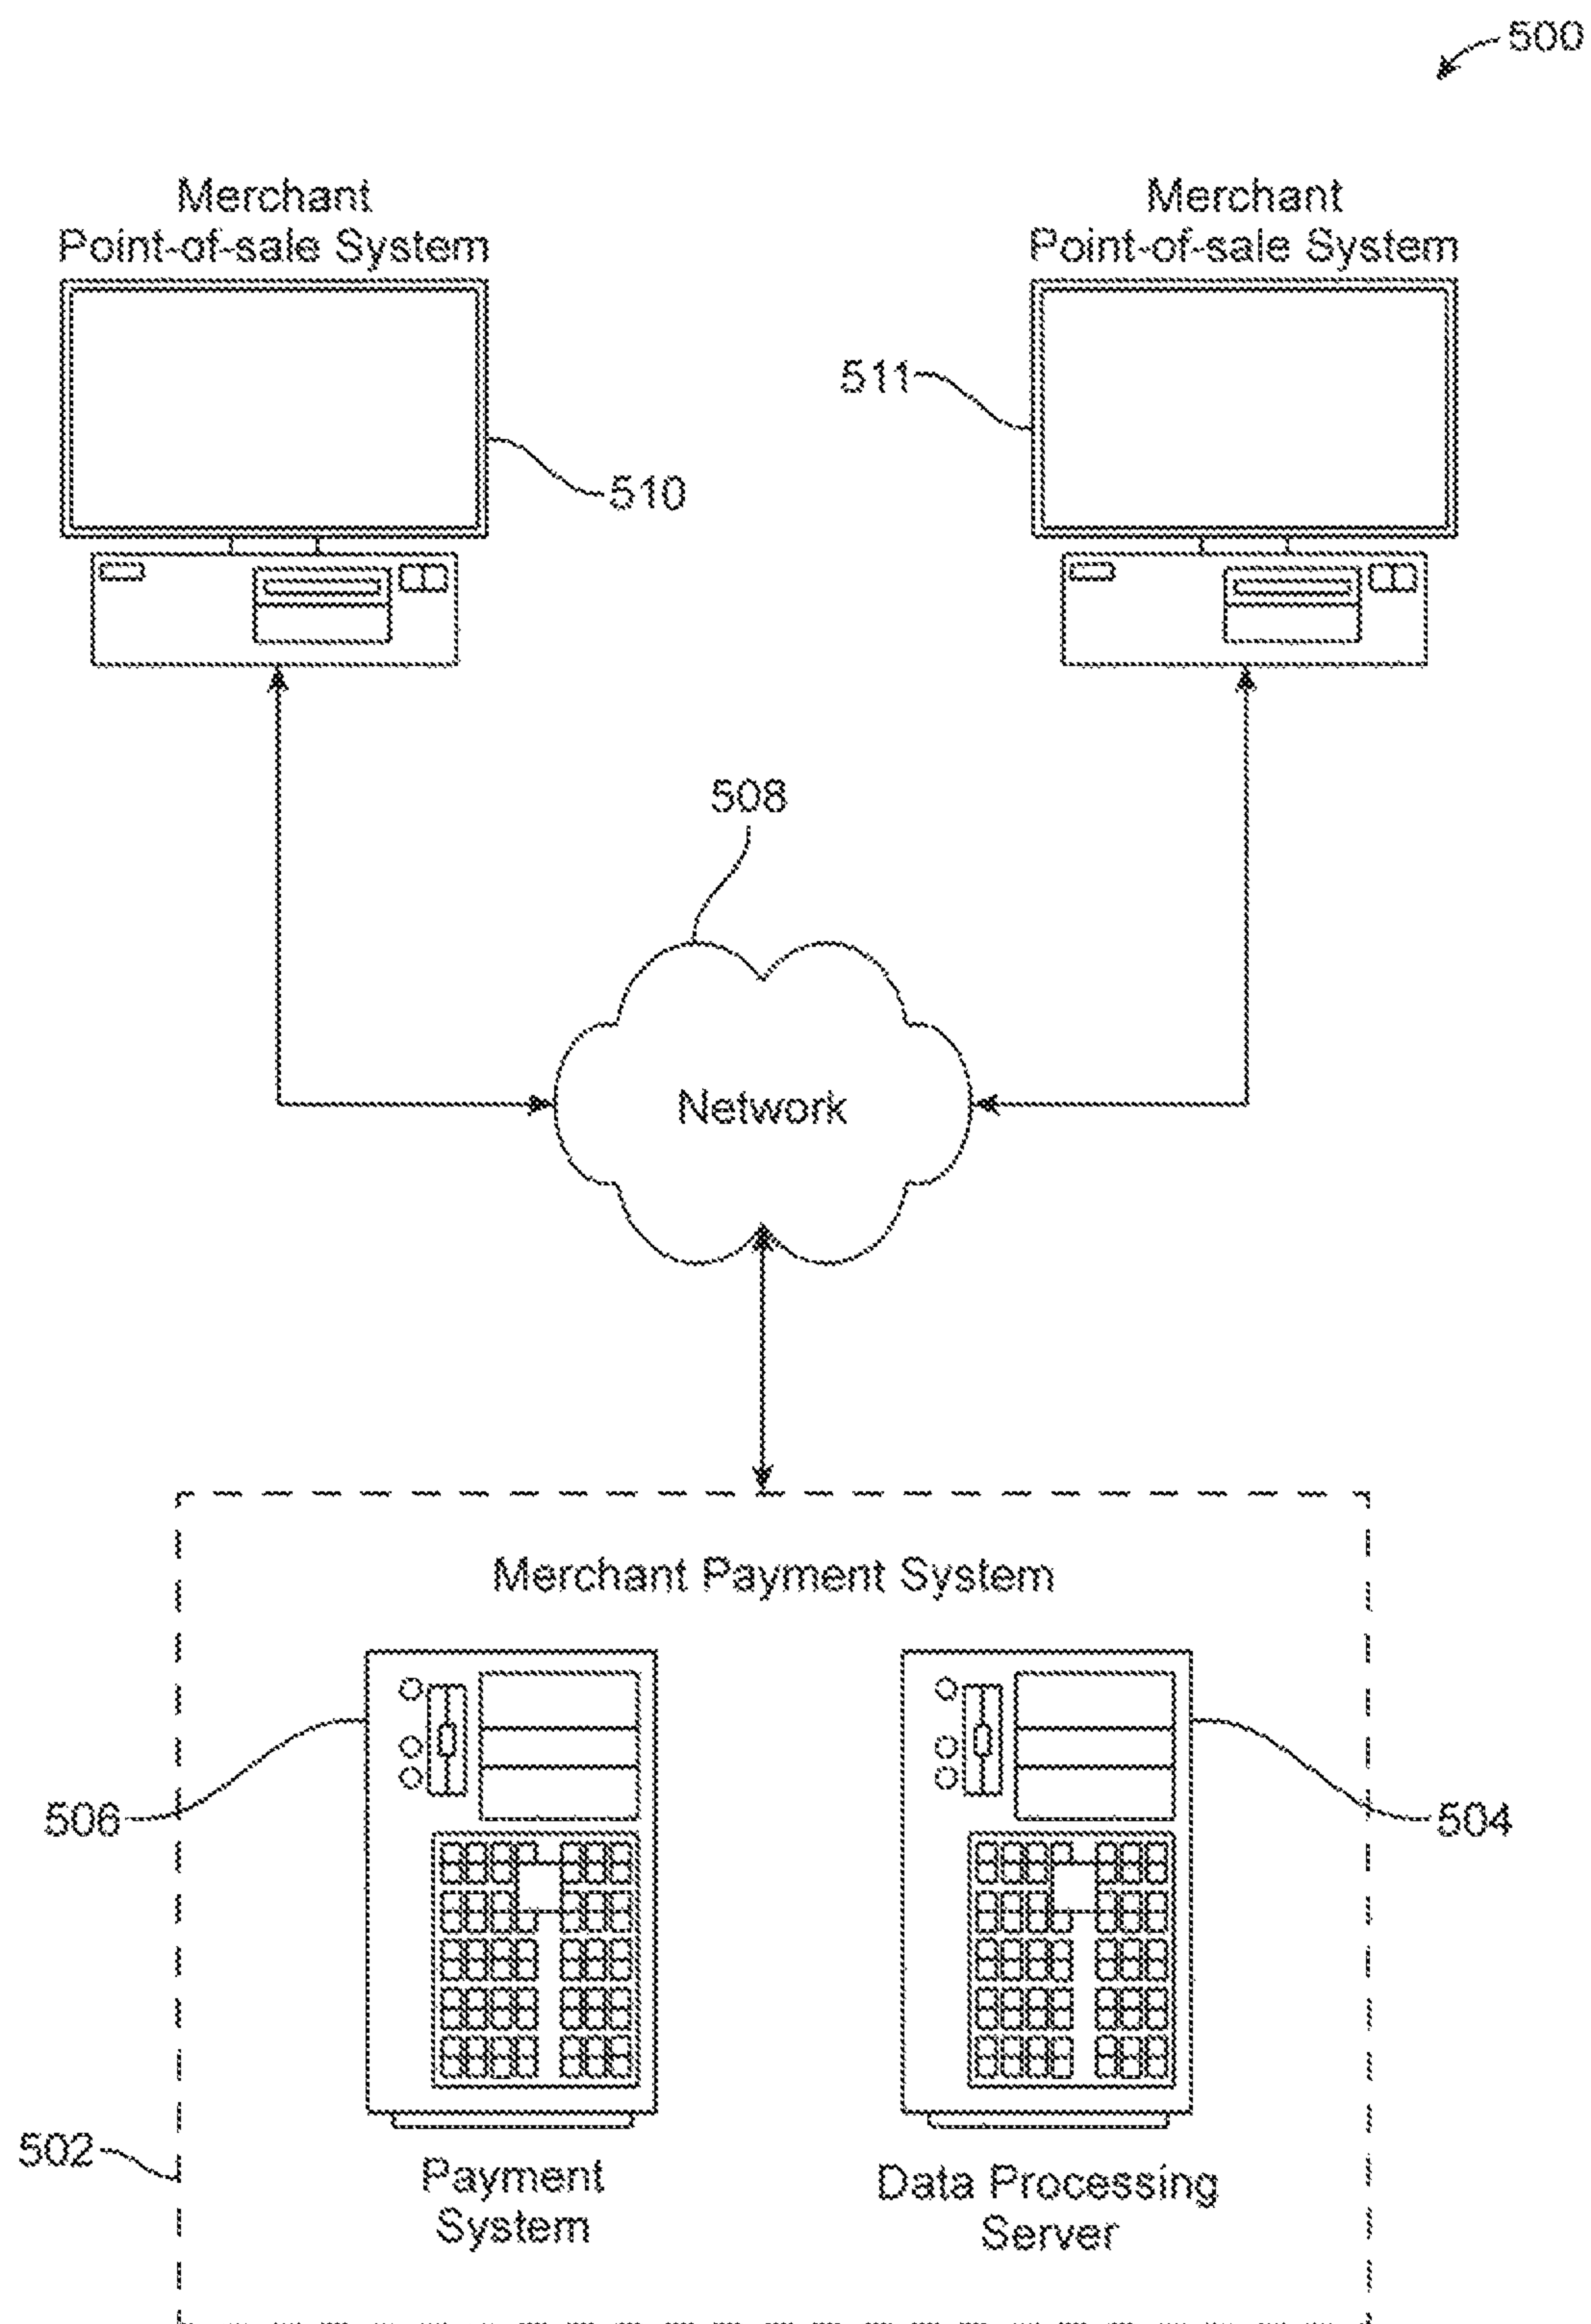 500
Merchant
Point-of-sale System
Merchant
Point-of-sale System
511
510
508
Network
Merchant Payment System
506
504
502
Payment
System
Data Processing
Server